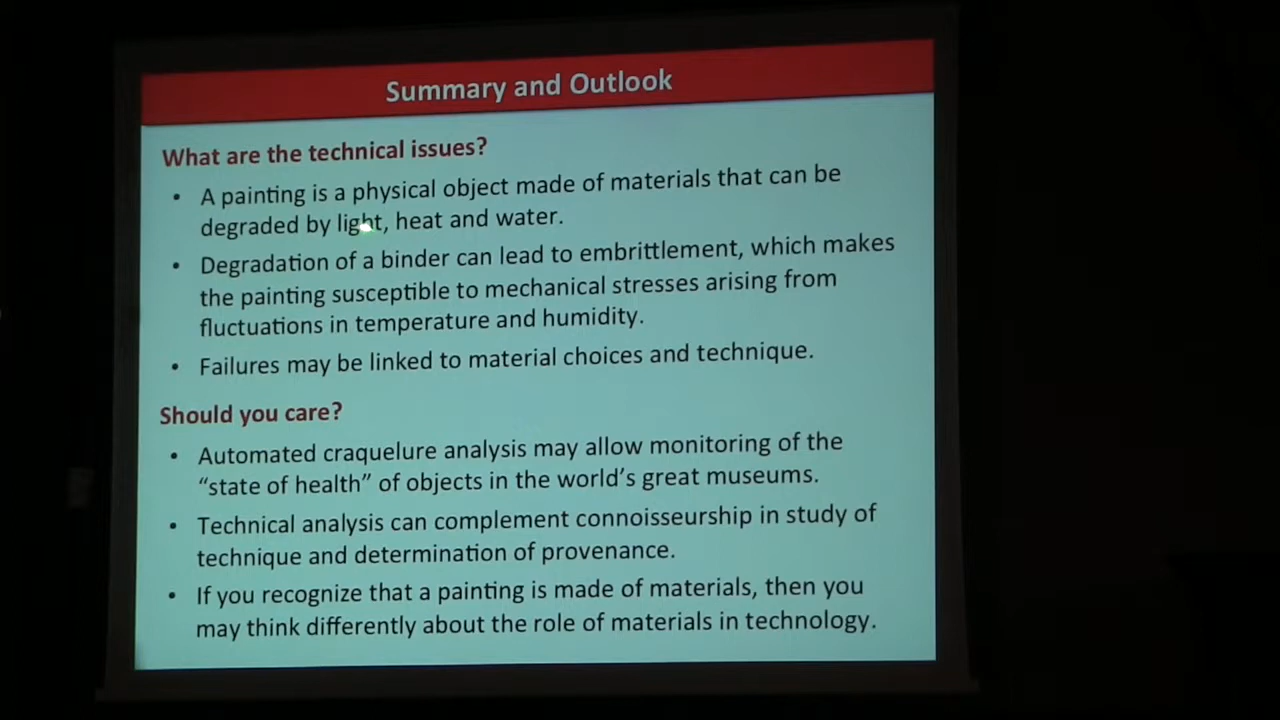 Summary and Outlook
What are the technical issues?
• A painting is a physical object made of materials that can be
degraded by light, heat and water.
• Degradation of a binder can lead to embrittlement, which makes
the painting susceptible to mechanical stresses arising from
fluctuations in temperature and humidity.
• Failures may be linked to material choices and technique.
Should you care?
• Automated craquelure analysis may allow monitoring of the
“state of health” of objects in the world’s great museums.
• Technical analysis can complement connoisseurship in study of
technique and determination of provenance.
• If you recognize that a painting is made of materials, then you
may think differently about the role of materials in technology.